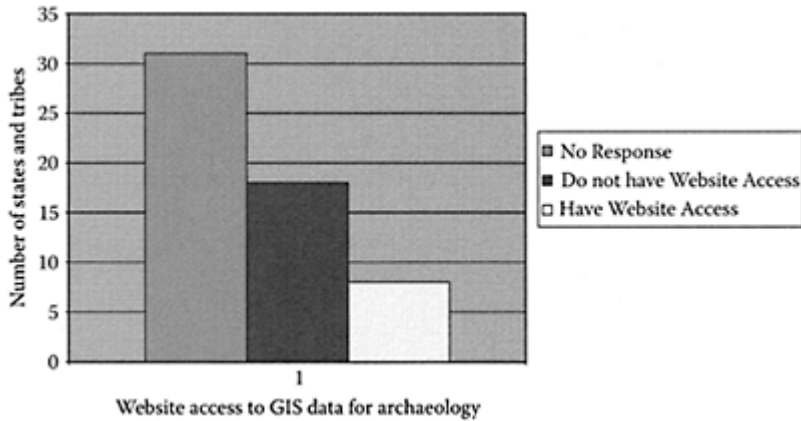 35
30
25
20
15
10
5
0
Number of states and tribes
1
Website access to GIS data for archaeology
No Response
Do not have Website Access
Have Website Access